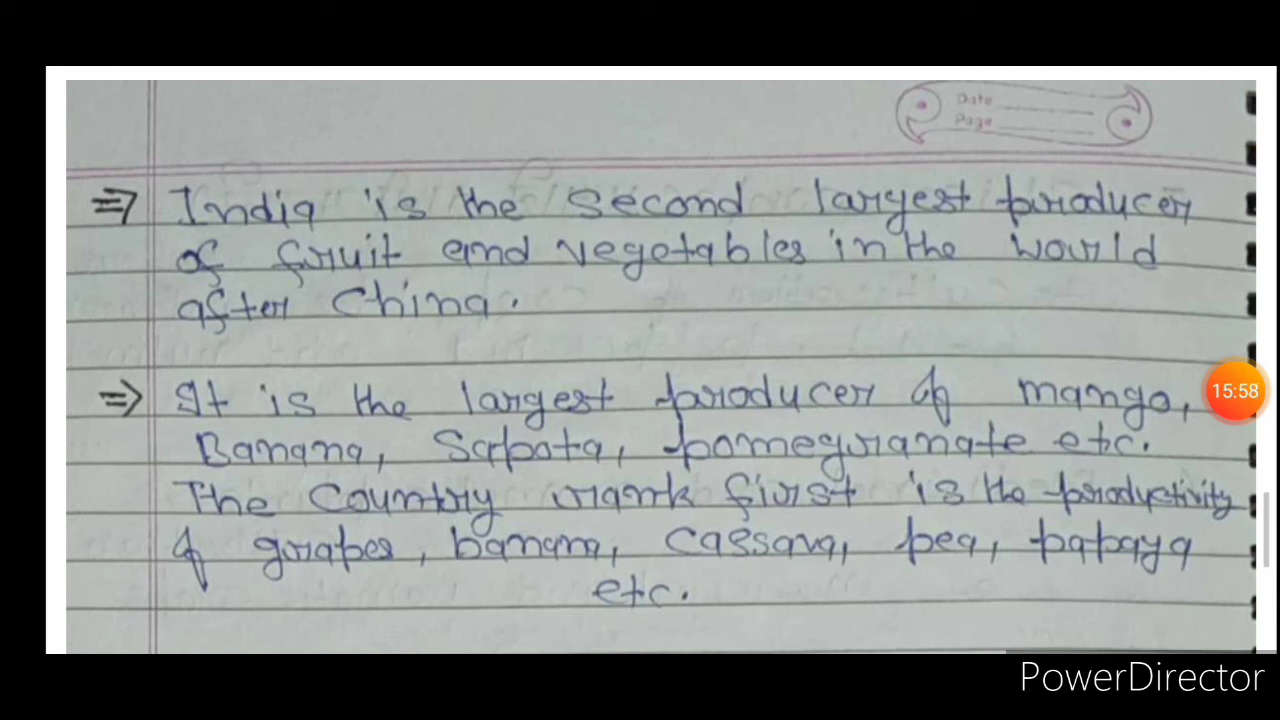 Date
Page
⇒ India is the second largest producer
of fruit and vegetables in the world
after China.
⇒ It is the largest producer of mango,
15:58
Banana, Sapota, pomegranate etc.
The Country rank first is the productivity
of grapes, banana, Cassava, pea, papaya
etc.
PowerDirector